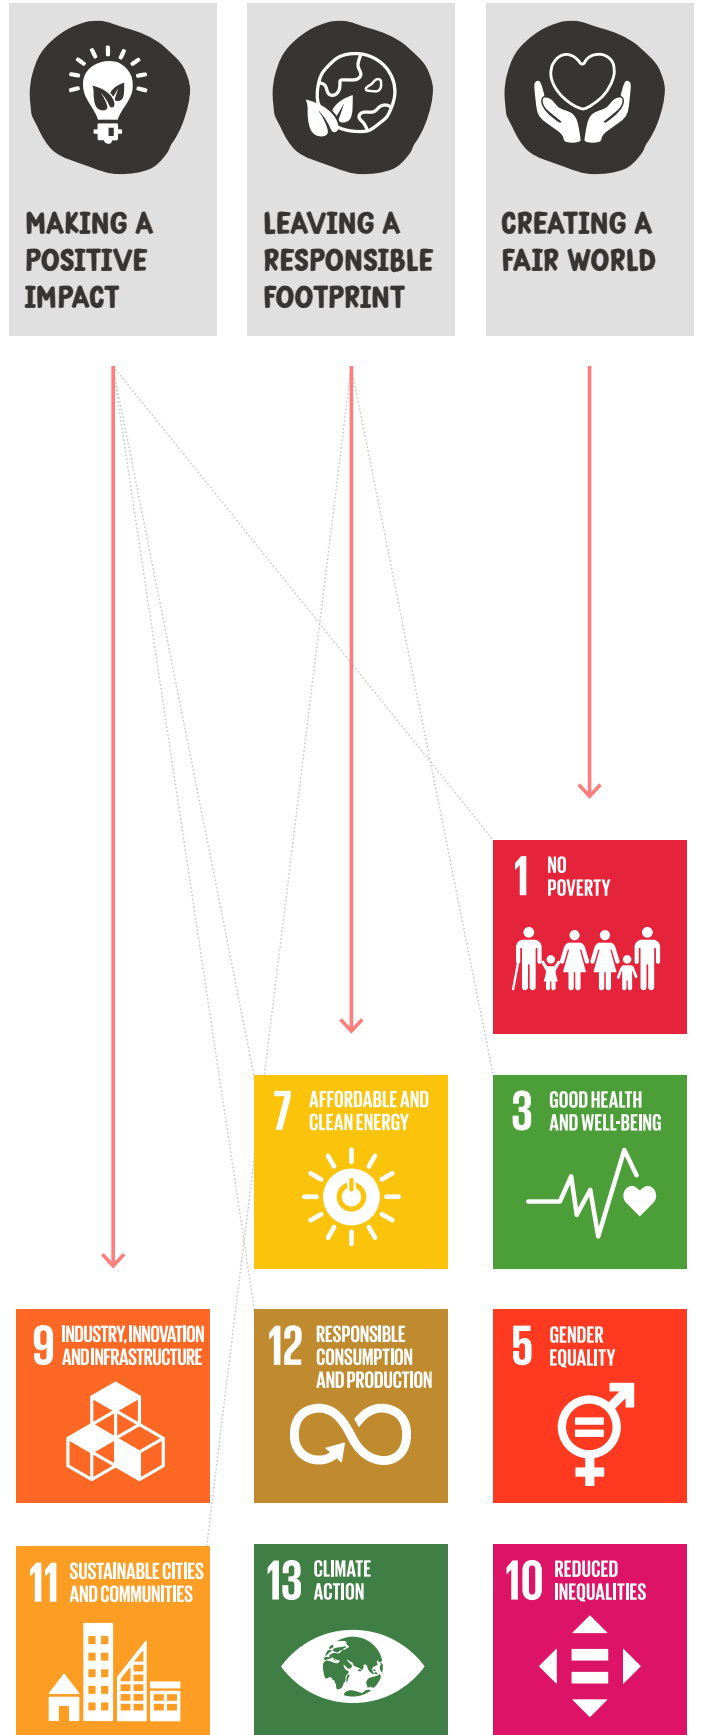 MAKING A
POSITIVE
IMPACT
LEAVING A
RESPONSIBLE
FOOTPRINT
CREATING A
FAIR WORLD
1 NO
POVERTY
7 AFFORDABLE AND
CLEAN ENERGY
3 GOOD HEALTH
AND WELL-BEING
9 INDUSTRY, INNOVATION
AND INFRASTRUCTURE
12 RESPONSIBLE
CONSUMPTION
AND PRODUCTION
5 GENDER
EQUALITY
11 SUSTAINABLE CITIES
AND COMMUNITIES
13 CLIMATE
ACTION
10 REDUCED
INEQUALITIES